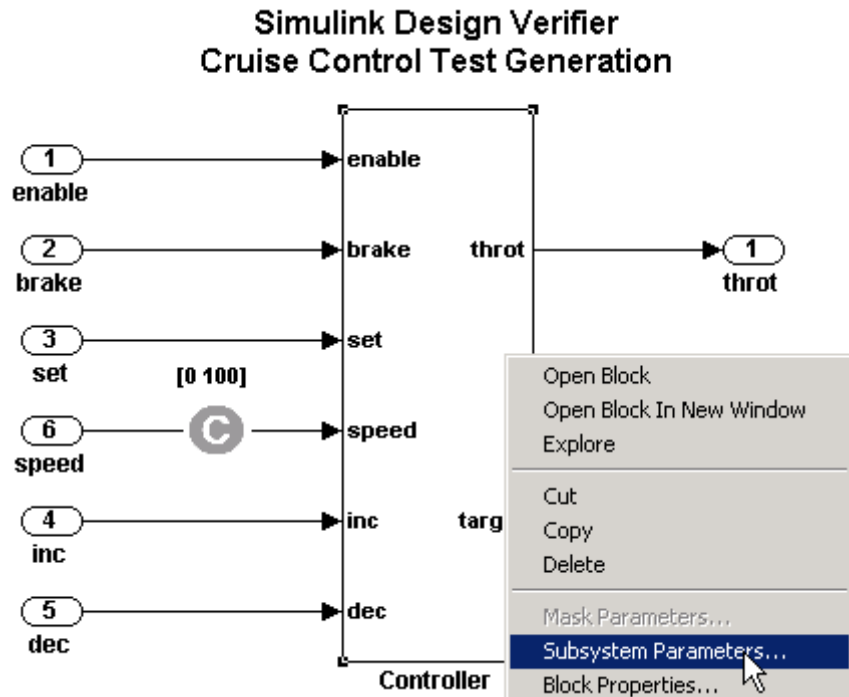 Simulink Design Verifier
Cruise Control Test Generation
1
enable
enable
2
brake
brake
throt
1
throt
3
set
set
[0 100]
6
speed
C
speed
4
inc
inc
targ
5
dec
dec
Controller
Open Block
Open Block In New Window
Explore
Cut
Copy
Delete
Mask Parameters...
Subsystem Parameters...
Block Properties...